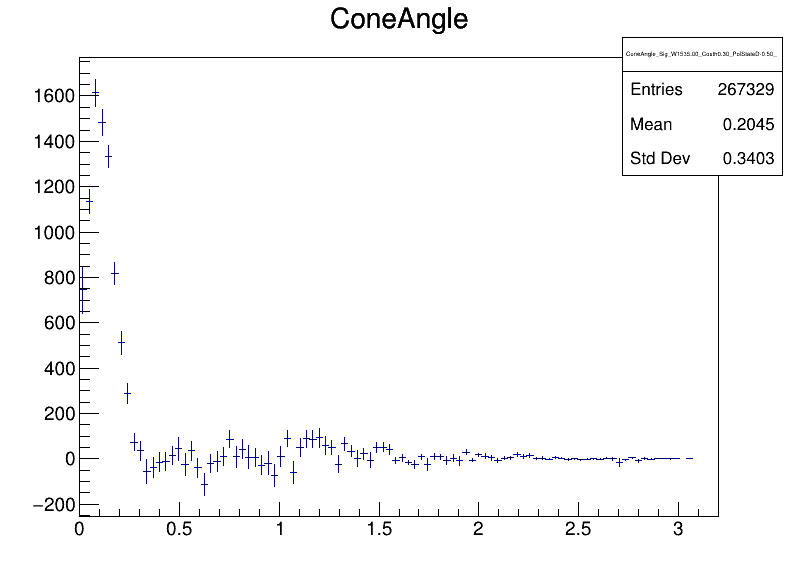 ConeAngle
ConeAngle_Sig_W1535.00_Costh0.30_PolStateD-0.50_
Entries 267329
Mean 0.2045
Std Dev 0.3403
1600
1400
1200
1000
800
600
400
200
0
−200
0 0.5 1 1.5 2 2.5 3